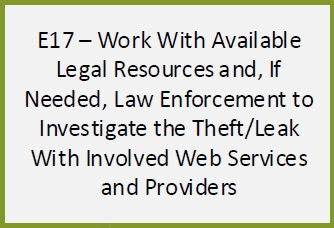 E17 – Work With Available
Legal Resources and, If
Needed, Law Enforcement to
Investigate the Theft/Leak
With Involved Web Services
and Providers